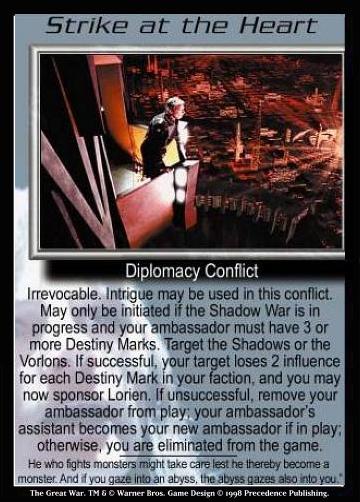 Strike at the Heart
Diplomacy Conflict
Irrevocable. Intrigue may be used in this conflict.
May only be initiated if the Shadow War is in
progress and your ambassador must have 3 or
more Destiny Marks. Target the Shadows or the
Vorlons. If successful, your target loses 2 influence
for each Destiny Mark in your faction, and you may
now sponsor Lorien. If unsuccessful, remove your
ambassador from play; your ambassador's
assistant becomes your ambassador if in play;
otherwise, you are eliminated from the game.
He who fights monsters might take care lest he thereby become a
monster. And if you gaze into an abyss, the abyss gazes also into you."
The Great War. TM & © Warner Bros. Game Design © 1998 Precedence Publishing.